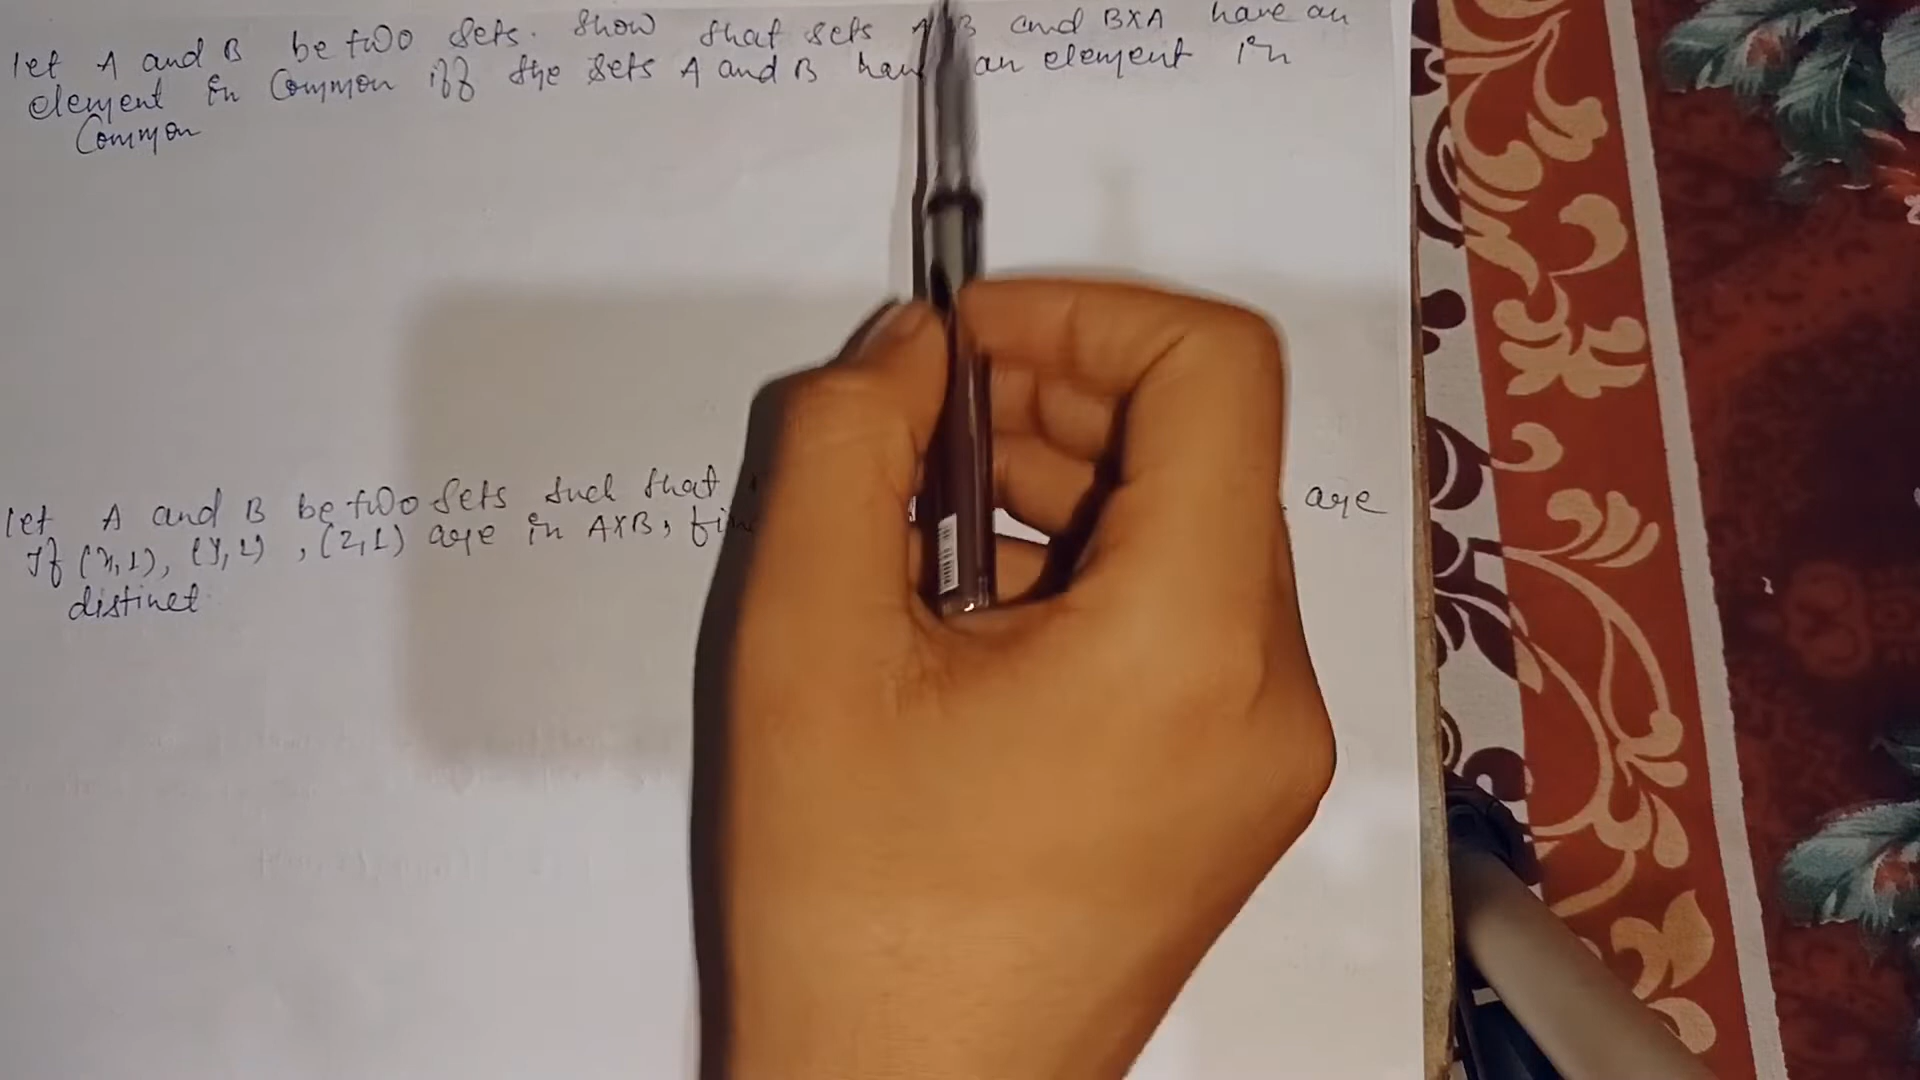 let A and B be two sets. Show that sets B and BXA have an
element in Common iff the sets A and B have an element in
Common
let A and B be two sets such that are
If (x,1), (y,2), (z,1) are in AXB,
distinct